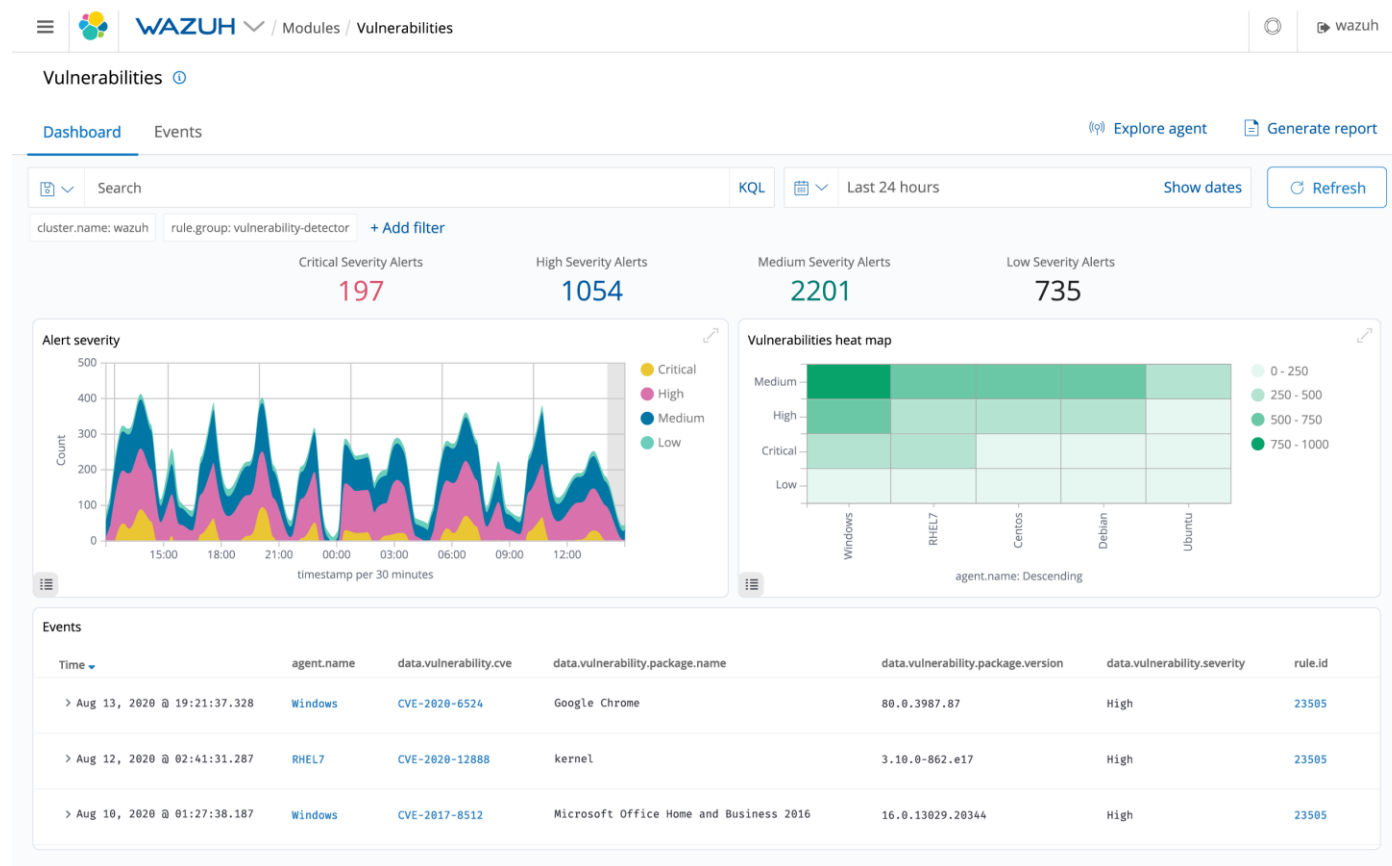 WAZUH / Modules / Vulnerabilities
wazuh
Vulnerabilities
Dashboard Events
Explore agent Generate report
Search KQL Last 24 hours Show dates Refresh
cluster.name: wazuh rule.group: vulnerability-detector + Add filter
Critical Severity Alerts High Severity Alerts Medium Severity Alerts Low Severity Alerts
197 1054 2201 735
Alert severity
500
400
300
200
100
0
Count
15:00 18:00 21:00 00:00 03:00 06:00 09:00 12:00
timestamp per 30 minutes
Critical
High
Medium
Low
Vulnerabilities heat map
Medium
High
Critical
Low
Windows RHEL7 Centos Debian Ubuntu
agent.name: Descending
0 - 250
250 - 500
500 - 750
750 - 1000
Events
Time agent.name data.vulnerability.cve data.vulnerability.package.name data.vulnerability.package.version data.vulnerability.severity rule.id
> Aug 13, 2020 @ 19:21:37.328 Windows CVE-2020-6524 Google Chrome 80.0.3987.87 High 23505
> Aug 12, 2020 @ 02:41:31.287 RHEL7 CVE-2020-12888 kernel 3.10.0-862.e17 High 23505
> Aug 10, 2020 @ 01:27:38.187 Windows CVE-2017-8512 Microsoft Office Home and Business 2016 16.0.13029.20344 High 23505